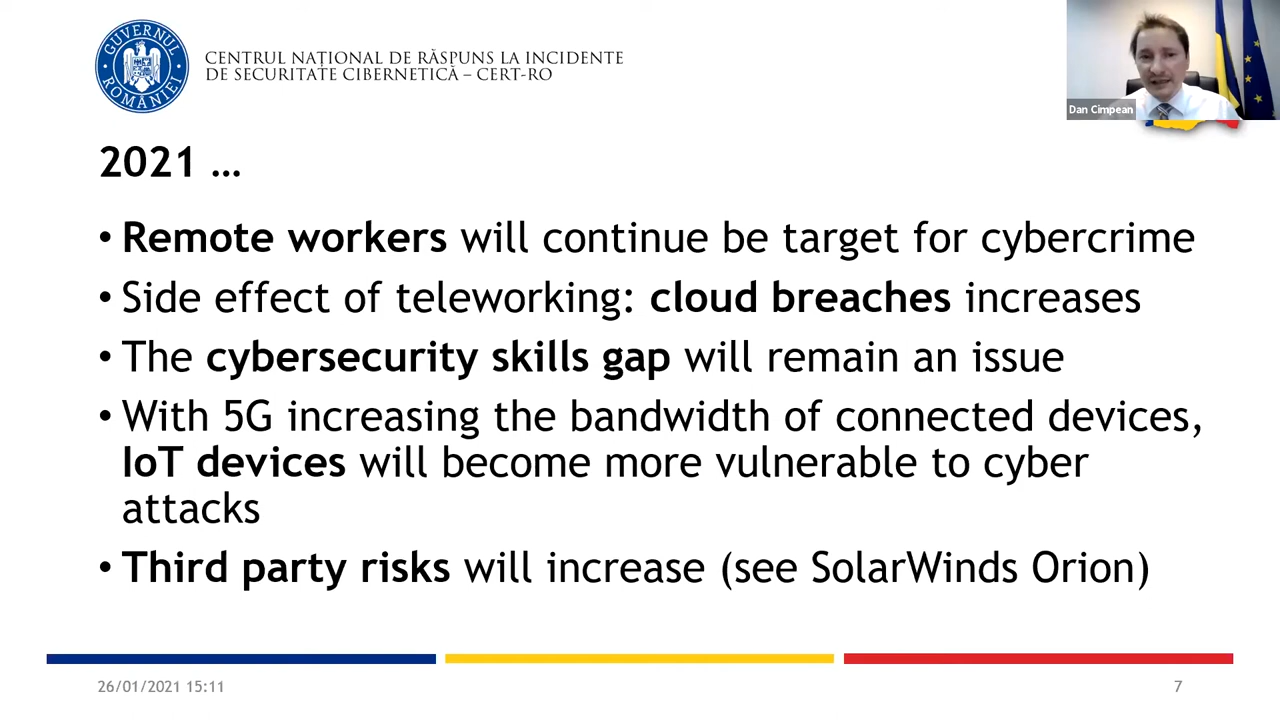 GUVERNUL
ROMÂNIEI
CENTRUL NAȚIONAL DE RĂSPUNS LA INCIDENTE
DE SECURITATE CIBERNETICĂ – CERT-RO
Dan Cimpean
2021 ...
• Remote workers will continue be target for cybercrime
• Side effect of teleworking: cloud breaches increases
• The cybersecurity skills gap will remain an issue
• With 5G increasing the bandwidth of connected devices,
IoT devices will become more vulnerable to cyber
attacks
• Third party risks will increase (see SolarWinds Orion)
26/01/2021 15:11
7